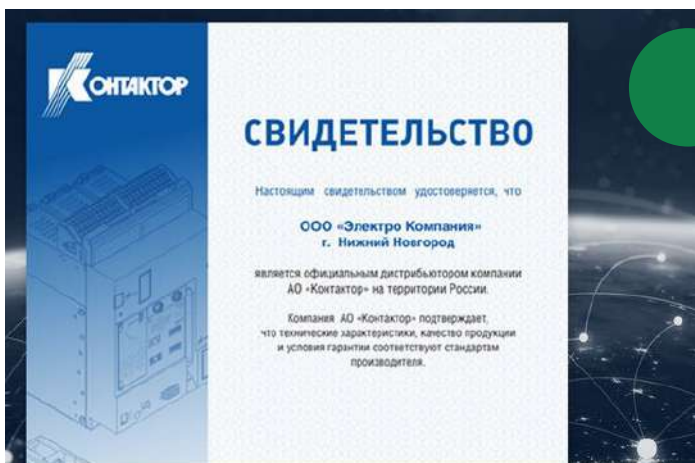 КОНТАКТОР
СВИДЕТЕЛЬСТВО
Настоящим свидетельством удостоверяется, что
ООО «Электро Компания»
г. Нижний Новгород
является официальным дистрибьютором компании
АО «Контактор» на территории России.
Компания АО «Контактор» подтверждает,
что технические характеристики, качество продукции
и условия гарантии соответствуют стандартам
производителя.